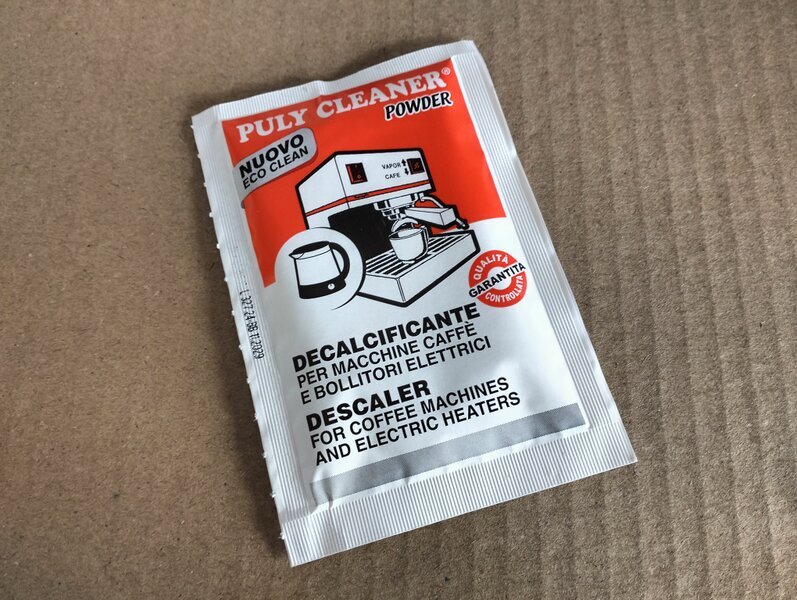 PULY CLEANER®
POWDER
NUOVO
ECO CLEAN
VAPOR
CAFE
QUALITÀ
GARANTITA
CONTROLLATA
DECALCIFICANTE
PER MACCHINE CAFFÈ
E BOLLITORI ELETTRICI
DESCALER
FOR COFFEE MACHINES
AND ELECTRIC HEATERS